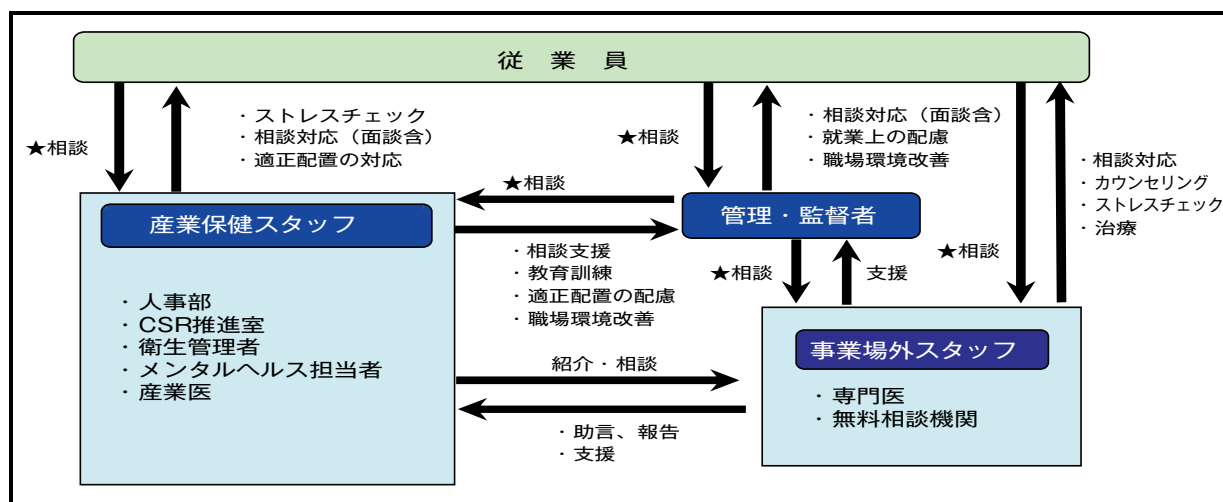 従 業 員
・ストレスチェック
・相談対応（面談含）
・適正配置の対応
★相談
★相談
・相談対応（面談含）
・就業上の配慮
・職場環境改善
・相談対応
・カウンセリング
・ストレスチェック
・治療
★相談
★相談
産業保健スタッフ
・人事部
・CSR推進室
・衛生管理者
・メンタルヘルス担当者
・産業医
・相談支援
・教育訓練
・適正配置の配慮
・職場環境改善
管理・監督者
★相談
支援
事業場外スタッフ
・専門医
・無料相談機関
紹介・相談
・助言、報告
・支援